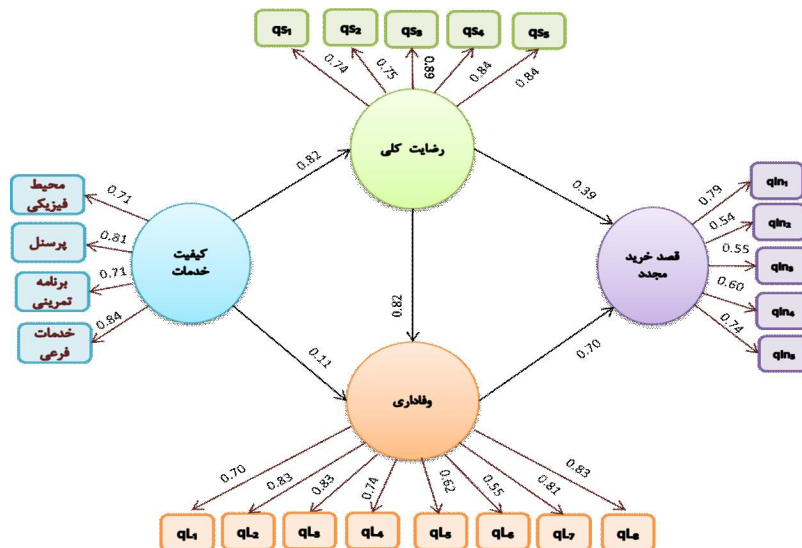 qs₁ qs₂ qs₃ qs₄ qs₅
0.74 0.75 0.89 0.84 0.84
رضایت کلی
0.82
0.39
محیط
فیزیکی
پرسنل
برنامه
تمرینی
خدمات
فرعی
0.71
0.81
0.71
0.84
کیفیت
خدمات
0.82
قصد خرید
مجدد
0.79
0.54
0.55
0.60
0.74
qIn₁
qIn₂
qIn₃
qIn₄
qIn₅
0.11
0.70
وفاداری
0.70 0.83 0.83 0.74 0.62 0.55 0.81 0.83
qL₁ qL₂ qL₃ qL₄ qL₅ qL₆ qL₇ qL₈